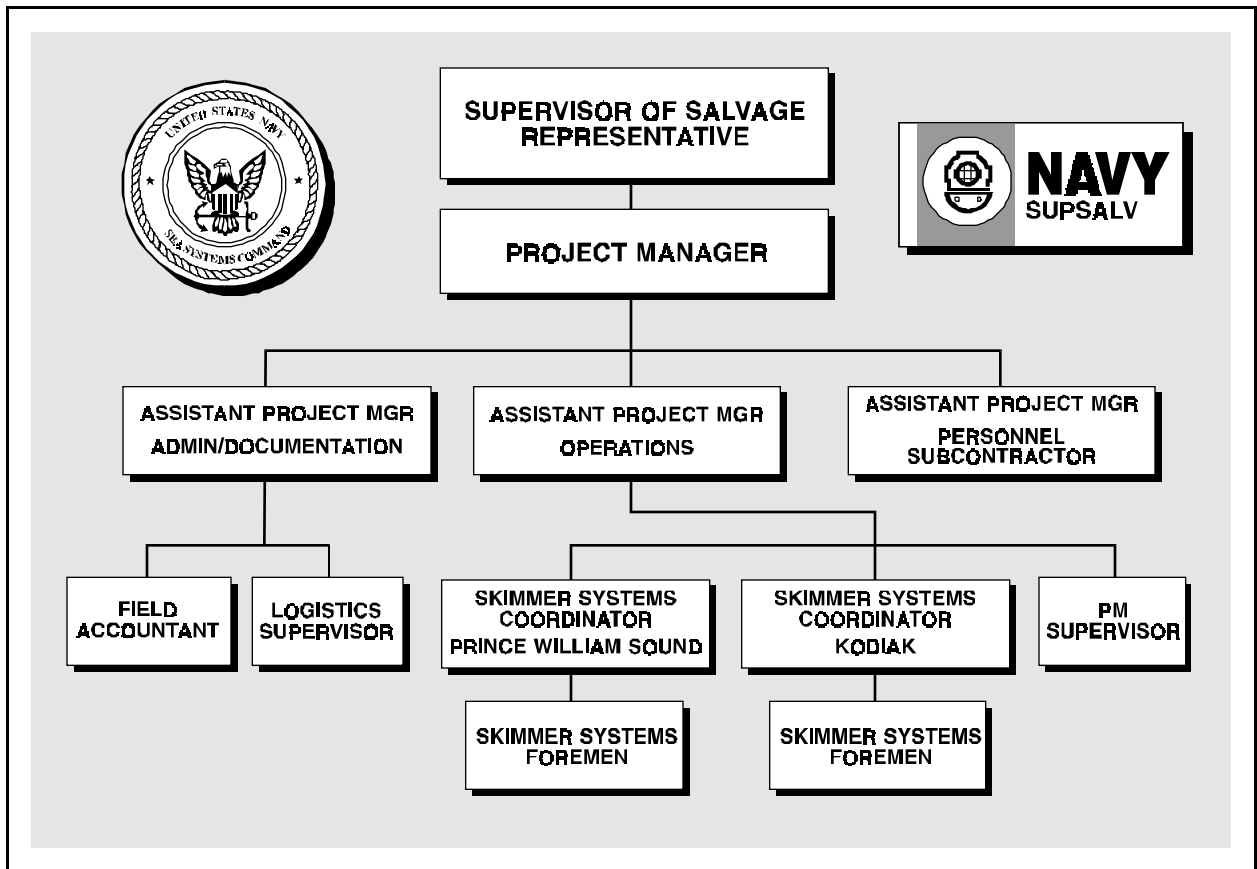 UNITED STATES NAVY
SEA SYSTEMS COMMAND
SUPERVISOR OF SALVAGE
REPRESENTATIVE
NAVY
SUPSALV
PROJECT MANAGER
ASSISTANT PROJECT MGR
ADMIN/DOCUMENTATION
ASSISTANT PROJECT MGR
OPERATIONS
ASSISTANT PROJECT MGR
PERSONNEL
SUBCONTRACTOR
FIELD
ACCOUNTANT
LOGISTICS
SUPERVISOR
SKIMMER SYSTEMS
COORDINATOR
PRINCE WILLIAM SOUND
SKIMMER SYSTEMS
COORDINATOR
KODIAK
PM
SUPERVISOR
SKIMMER SYSTEMS
FOREMEN
SKIMMER SYSTEMS
FOREMEN